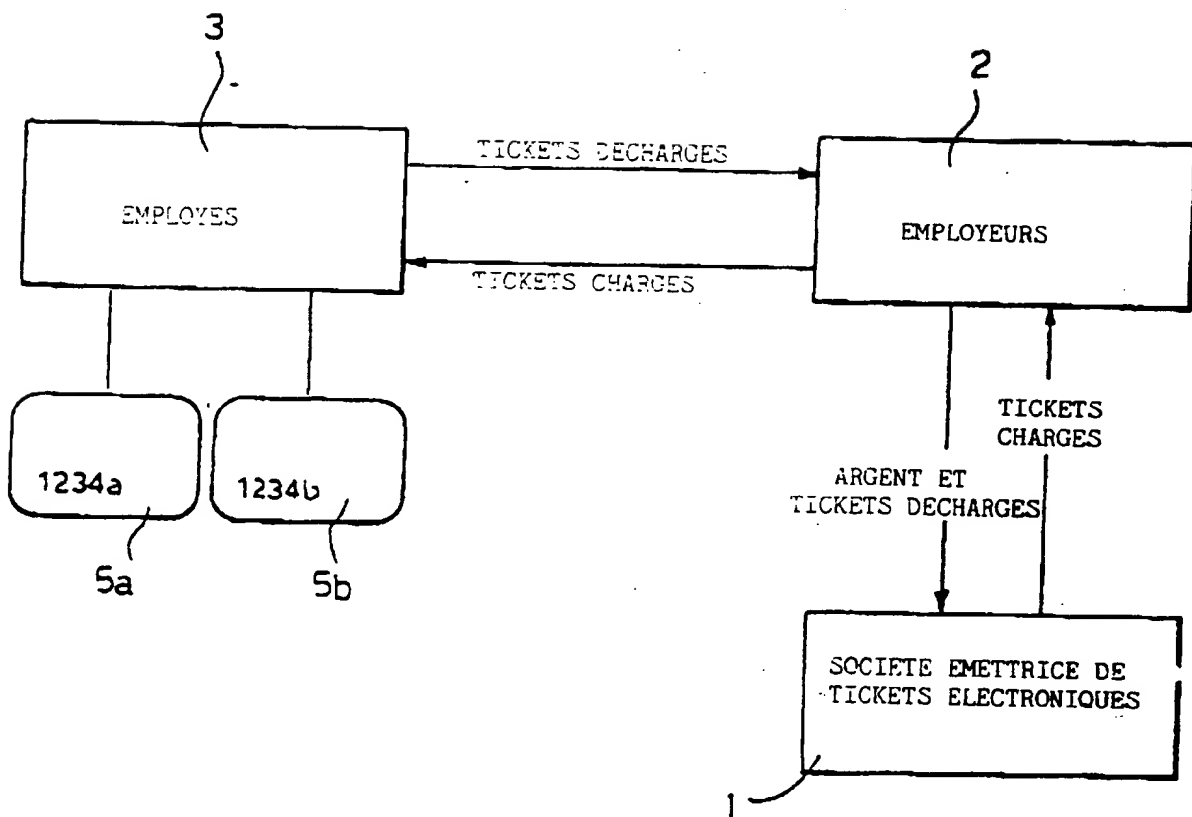 3
2
TICKETS DECHARGES
EMPLOYES
EMPLOYEURS
TICKETS CHARGES
1234a
1234b
5a
5b
TICKETS
CHARGES
ARGENT ET
TICKETS DECHARGES
SOCIETE EMETTRICE DE
TICKETS ELECTRONIQUES
1